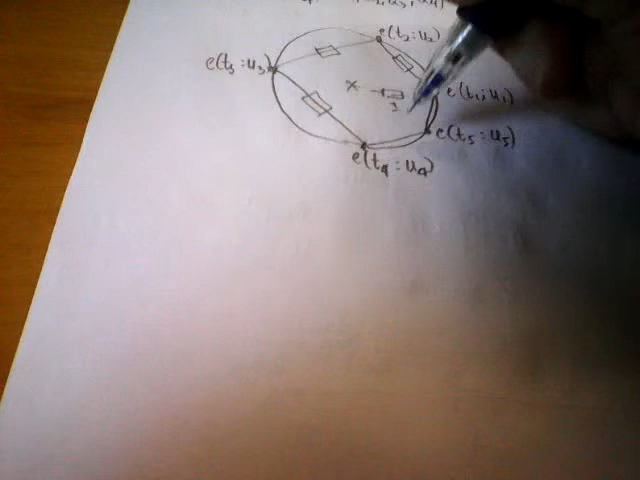 e(t₂:u₂)
e(t₃:u₃)
e(t₁:u₁)
e(t₅:u₅)
e(t₄:u₄)